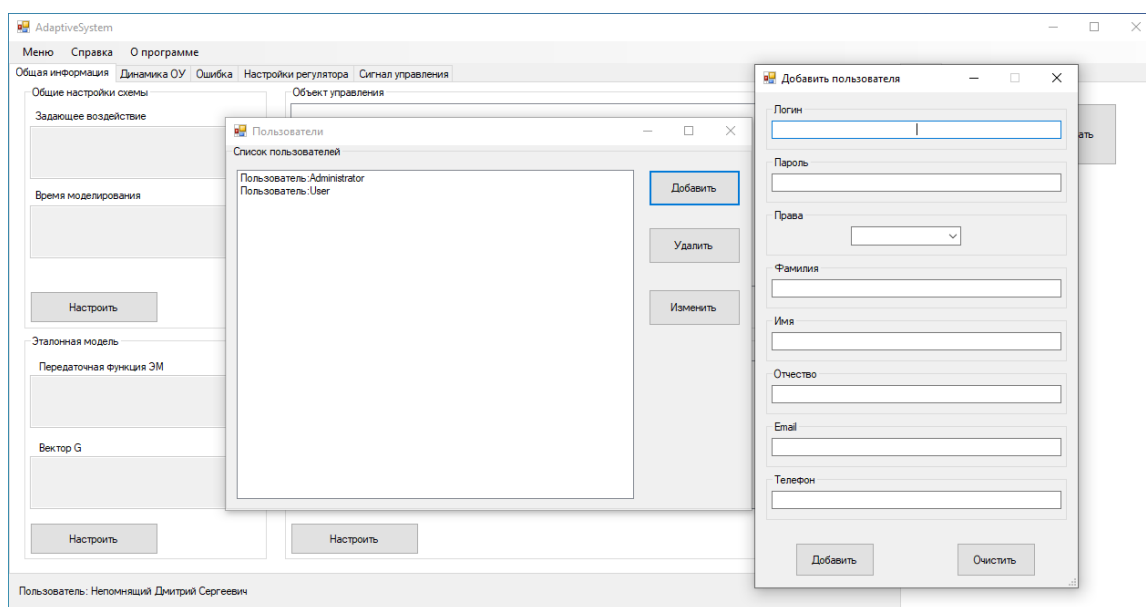 AdaptiveSystem
Меню Справка О программе
Общая информация Динамика ОУ Ошибка Настройки регулятора Сигнал управления
Общие настройки схемы
Задающее воздействие
Время моделирования
Настроить
Эталонная модель
Передаточная функция ЭМ
Вектор G
Настроить
Объект управления
Настроить
ать
Пользователи
Список пользователей
Пользователь:Administrator
Пользователь:User
Добавить
Удалить
Изменить
Добавить пользователя
Логин
Пароль
Права
Фамилия
Имя
Отчество
Email
Телефон
Добавить Очистить
Пользователь: Непомнящий Дмитрий Сергеевич